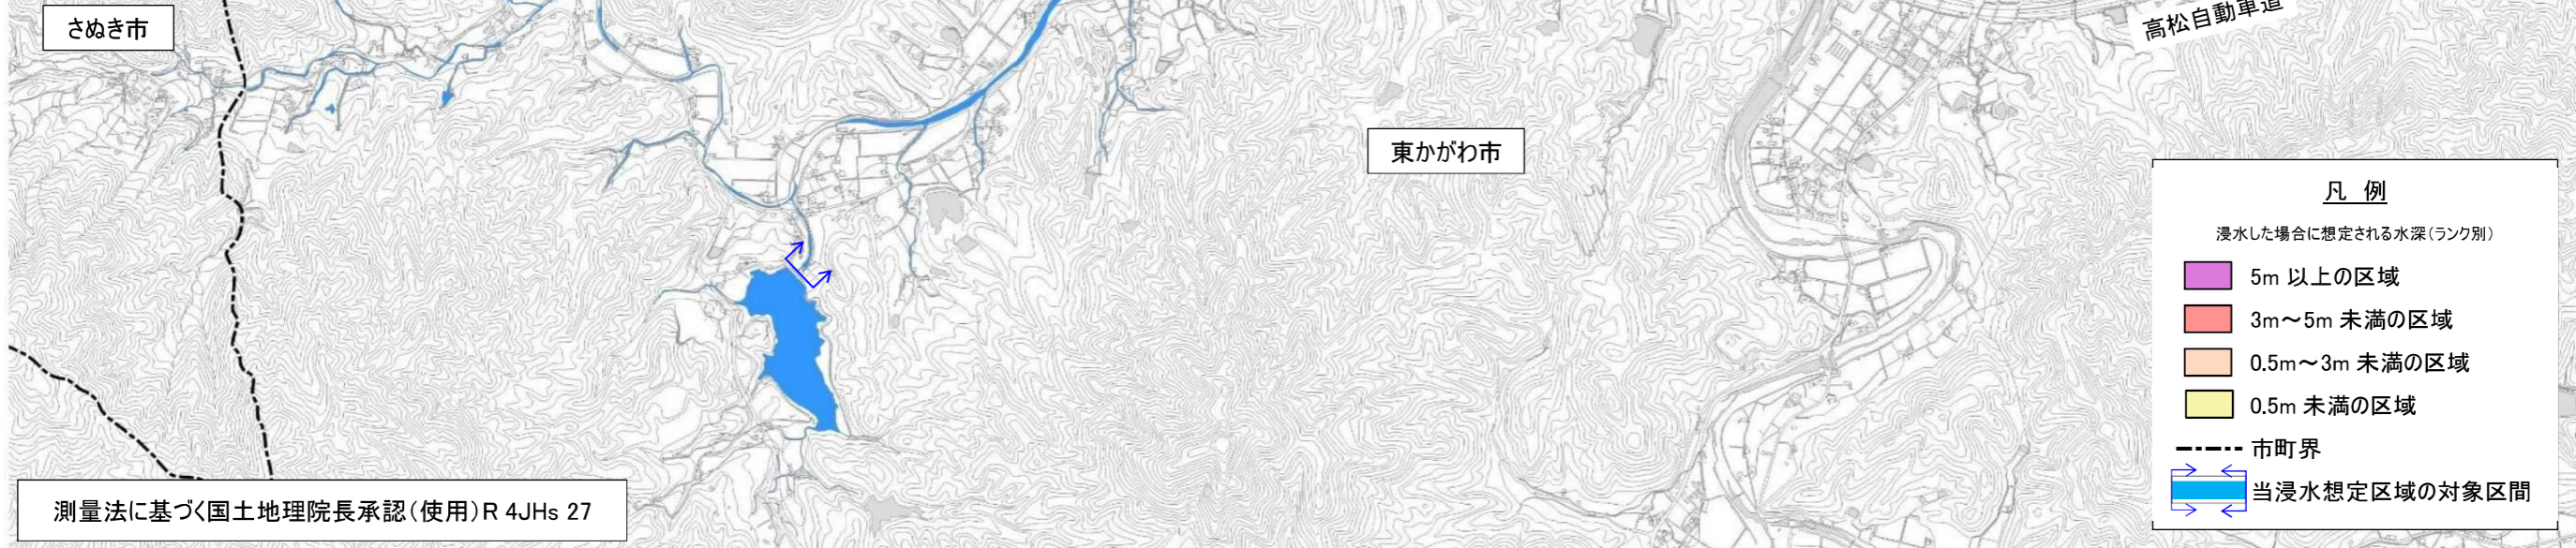 さぬき市
高松自動車道
東かがわ市
凡 例
浸水した場合に想定される水深（ランク別）
5m 以上の区域
3m～5m 未満の区域
0.5m～3m 未満の区域
0.5m 未満の区域
市町界
当浸水想定区域の対象区間
測量法に基づく国土地理院長承認（使用）R 4JHs 27